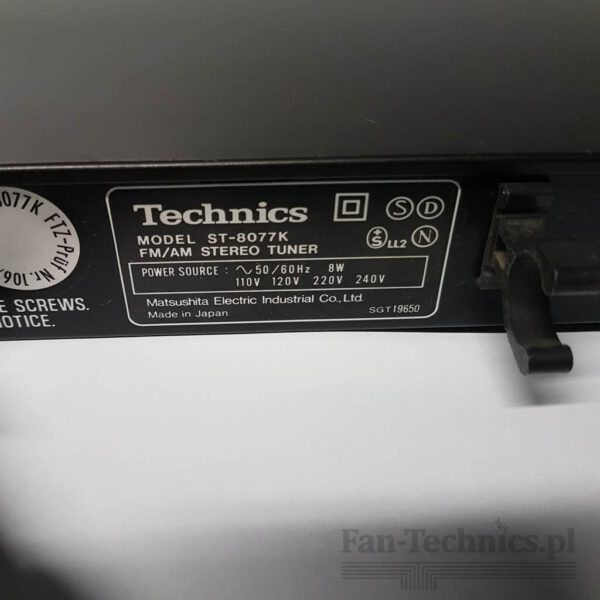 8077K FTZ-Prüf Nr. 106
E SCREWS.
NOTICE.
Technics
S D
MODEL ST-8077K
FM/AM STEREO TUNER
S LL2 N
POWER SOURCE : ∿ 50/60Hz 8W
110V 120V 220V 240V
Matsushita Electric Industrial Co., Ltd.
Made in Japan
SGT19650
Fan-Technics.pl